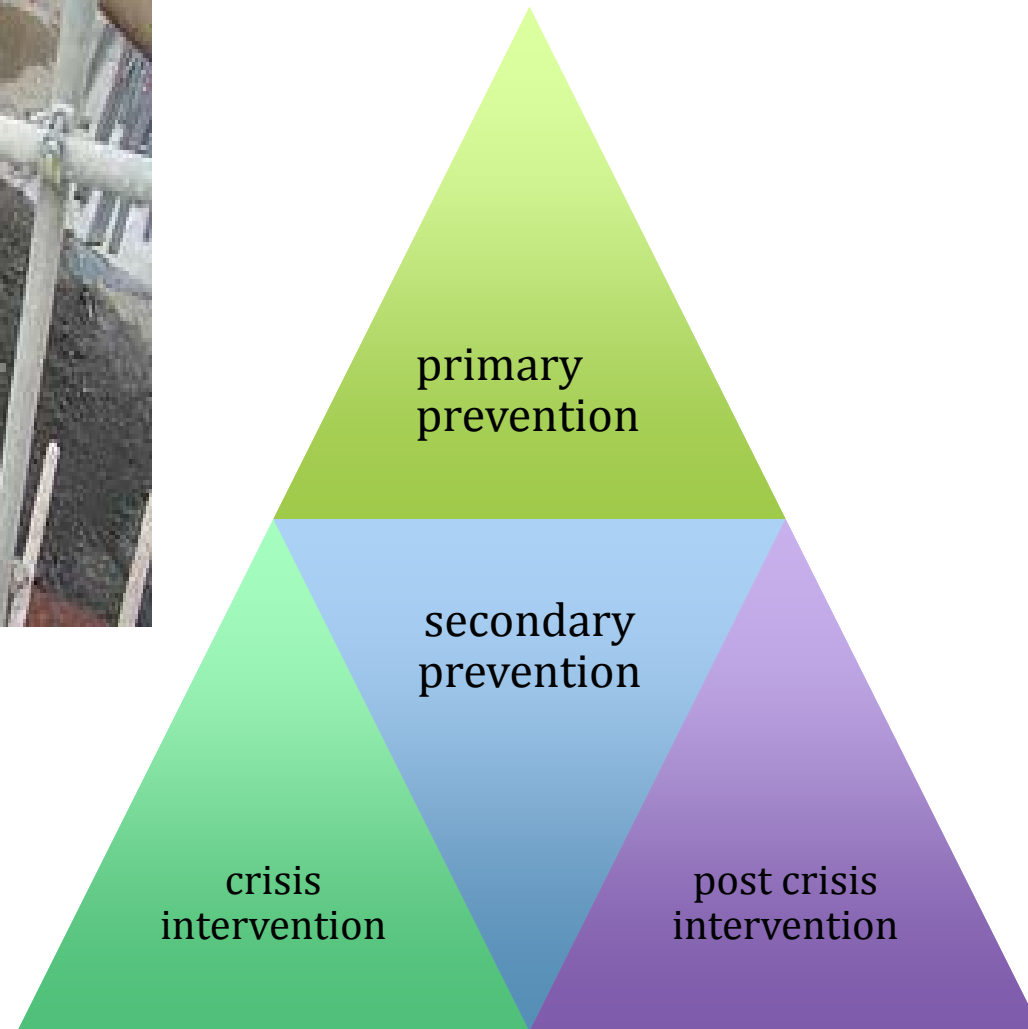 primary
prevention
secondary
prevention
crisis
intervention
post crisis
intervention